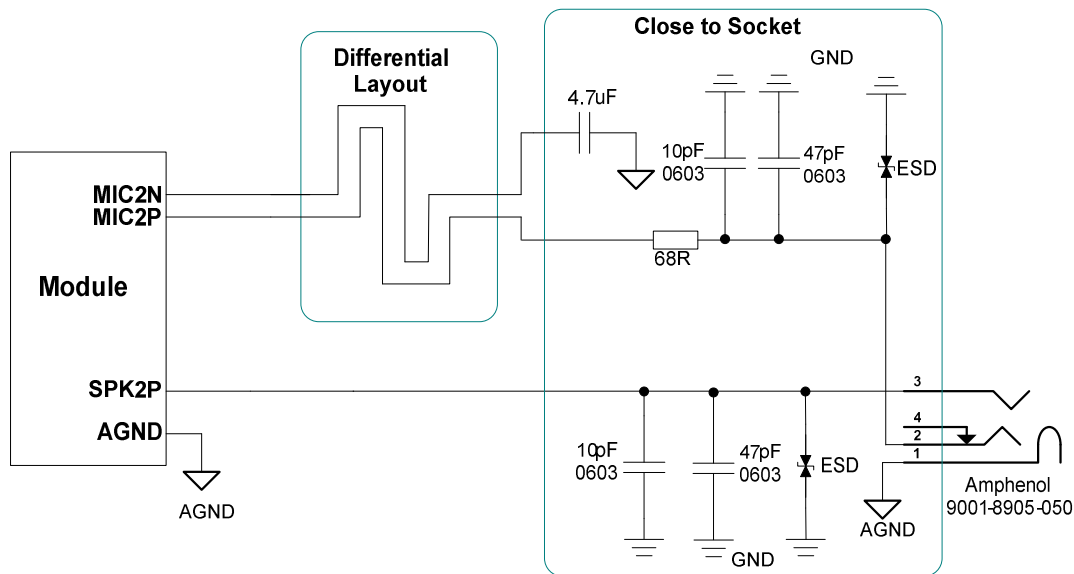 Close to Socket
Differential
Layout
GND
4.7uF
10pF
0603
47pF
0603
ESD
MIC2N
MIC2P
68R
Module
SPK2P
3
AGND
4
2
1
10pF
0603
47pF
0603
ESD
AGND
AGND
Amphenol
9001-8905-050
GND